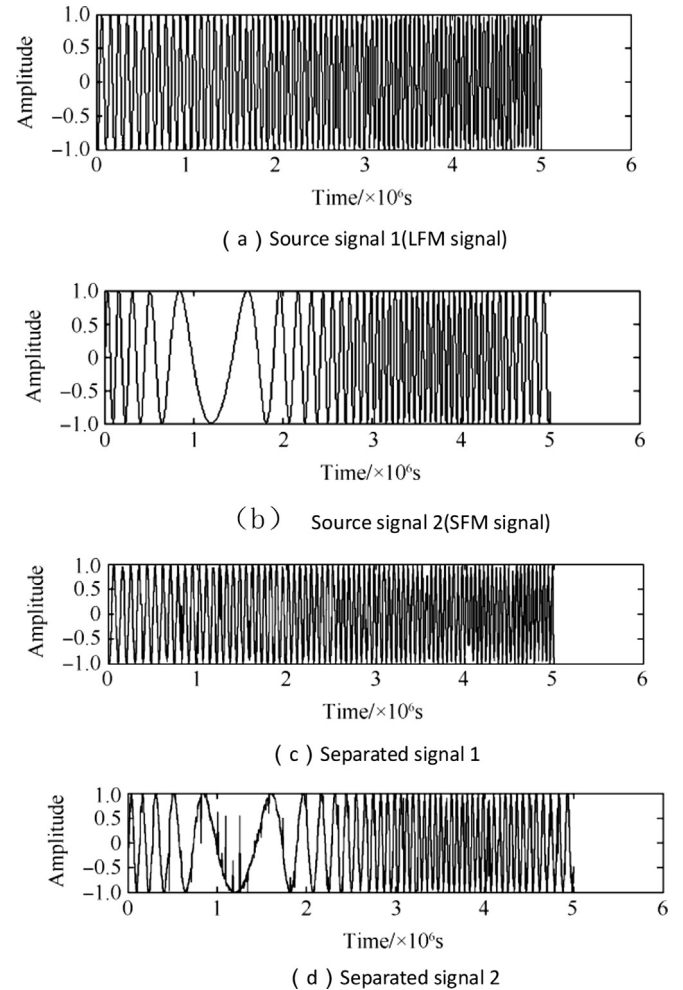 1.0
0.5
0
−0.5
−1.0
Amplitude
0 1 2 3 4 5 6
Time/×10⁶s
( a ) Source signal 1(LFM signal)
1.0
0.5
0
−0.5
−1.0
Amplitude
0 1 2 3 4 5 6
Time/×10⁶s
（b） Source signal 2(SFM signal)
1.0
0.5
0
−0.5
−1.0
Amplitude
0 1 2 3 4 5 6
Time/×10⁶s
( c ) Separated signal 1
1.0
0.5
0
−0.5
−1.0
Amplitude
0 1 2 3 4 5 6
Time/×10⁶s
( d ) Separated signal 2